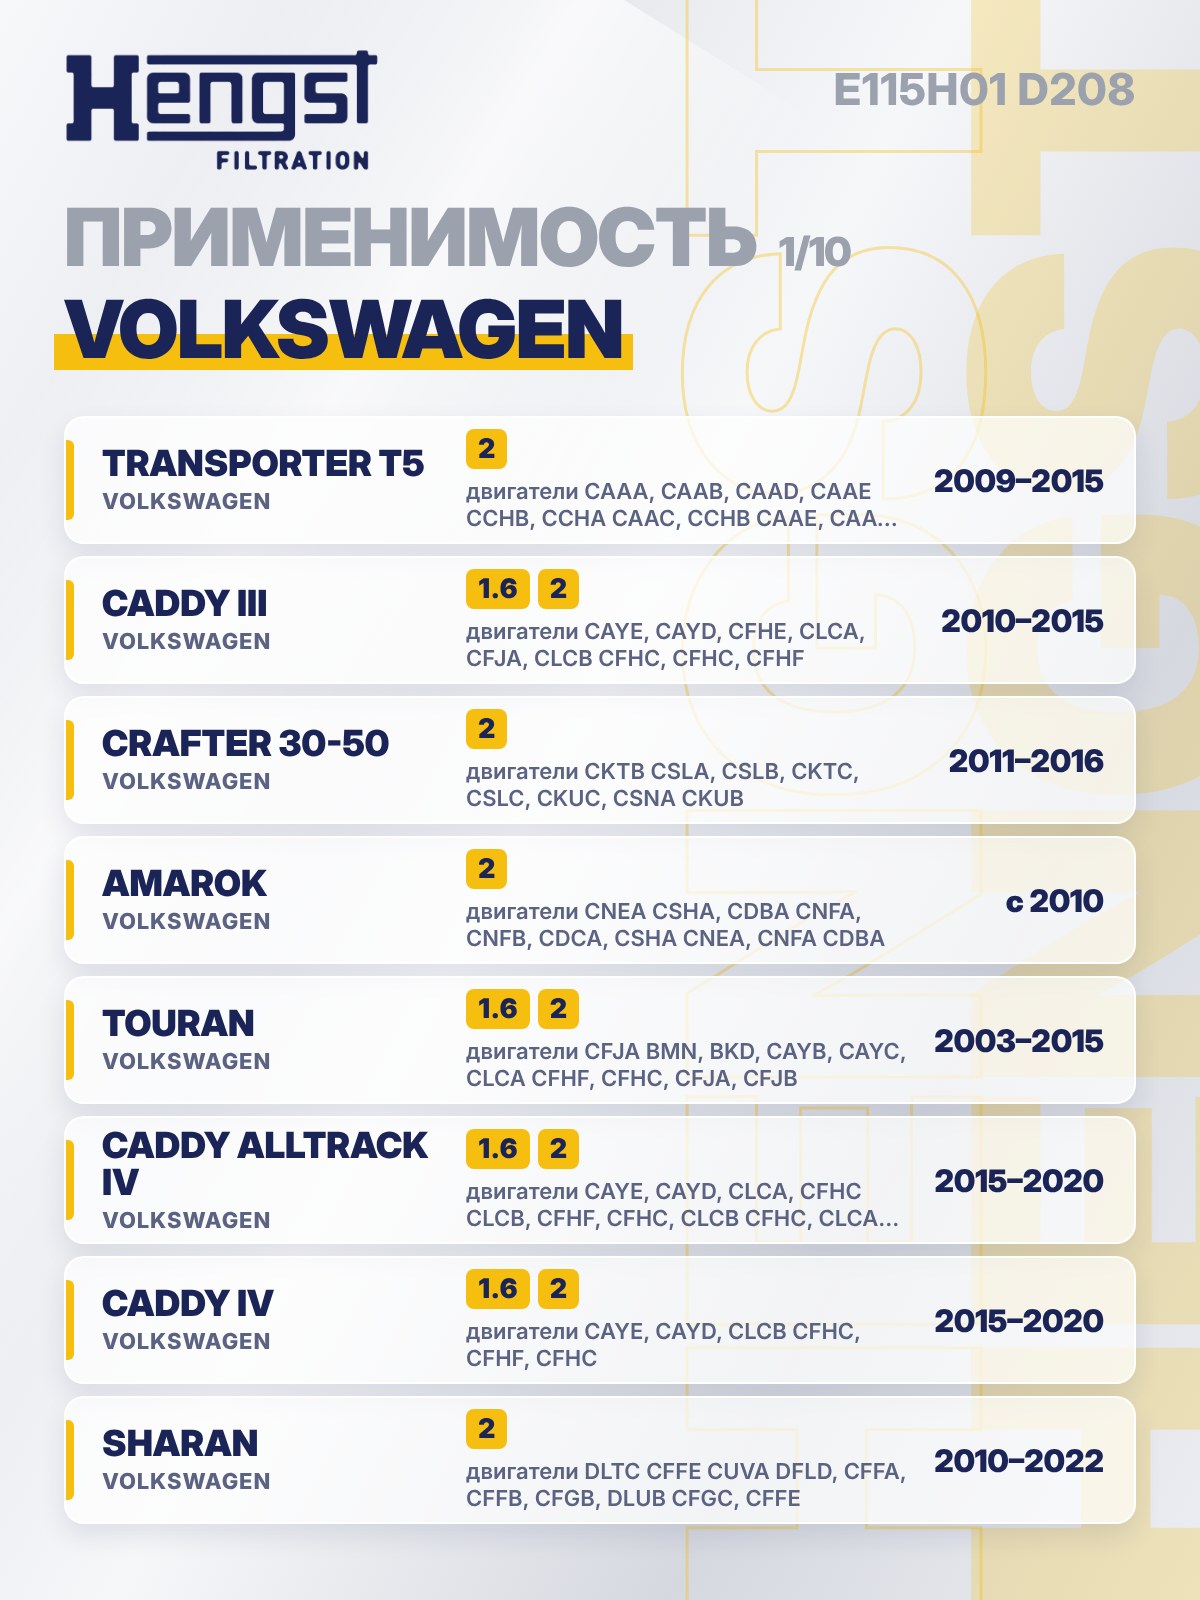 Hengst
FILTRATION
E115H01 D208
ПРИМЕНИМОСТЬ 1/10
VOLKSWAGEN
TRANSPORTER T5
VOLKSWAGEN
2
двигатели CAAA, CAAB, CAAD, CAAE
CCHB, CCHA CAAC, CCHB CAAE, CAA...
2009–2015
CADDY III
VOLKSWAGEN
1.6 2
двигатели CAYE, CAYD, CFHE, CLCA,
CFJA, CLCB CFHC, CFHC, CFHF
2010–2015
CRAFTER 30-50
VOLKSWAGEN
2
двигатели CKTB CSLA, CSLB, CKTC,
CSLC, CKUC, CSNA CKUB
2011–2016
AMAROK
VOLKSWAGEN
2
двигатели CNEA CSHA, CDBA CNFA,
CNFB, CDCA, CSHA CNEA, CNFA CDBA
с 2010
TOURAN
VOLKSWAGEN
1.6 2
двигатели CFJA BMN, BKD, CAYB, CAYC,
CLCA CFHF, CFHC, CFJA, CFJB
2003–2015
CADDY ALLTRACK
IV
VOLKSWAGEN
1.6 2
двигатели CAYE, CAYD, CLCA, CFHC
CLCB, CFHF, CFHC, CLCB CFHC, CLCA...
2015–2020
CADDY IV
VOLKSWAGEN
1.6 2
двигатели CAYE, CAYD, CLCB CFHC,
CFHF, CFHC
2015–2020
SHARAN
VOLKSWAGEN
2
двигатели DLTC CFFE CUVA DFLD, CFFA,
CFFB, CFGB, DLUB CFGC, CFFE
2010–2022
HENGST
HENGST